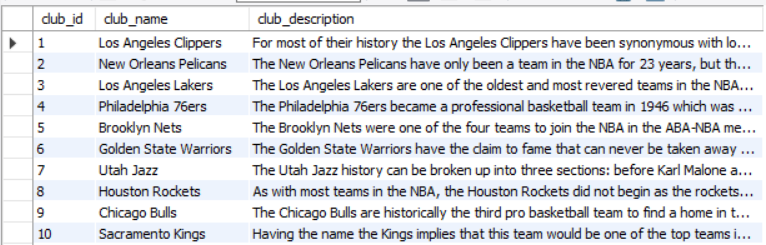 club_id club_name club_description
1 Los Angeles Clippers For most of their history the Los Angeles Clippers have been synonymous with lo...
2 New Orleans Pelicans The New Orleans Pelicans have only been a team in the NBA for 23 years, but th...
3 Los Angeles Lakers The Los Angeles Lakers are one of the oldest and most revered teams in the NBA...
4 Philadelphia 76ers The Philadelphia 76ers became a professional basketball team in 1946 which was ...
5 Brooklyn Nets The Brooklyn Nets were one of the four teams to join the NBA in the ABA-NBA me...
6 Golden State Warriors The Golden State Warriors have the claim to fame that can never be taken away ...
7 Utah Jazz The Utah Jazz history can be broken up into three sections: before Karl Malone a...
8 Houston Rockets As with most teams in the NBA, the Houston Rockets did not begin as the rockets...
9 Chicago Bulls The Chicago Bulls are historically the third pro basketball team to find a home in t...
10 Sacramento Kings Having the name the Kings implies that this team would be one of the top teams i...